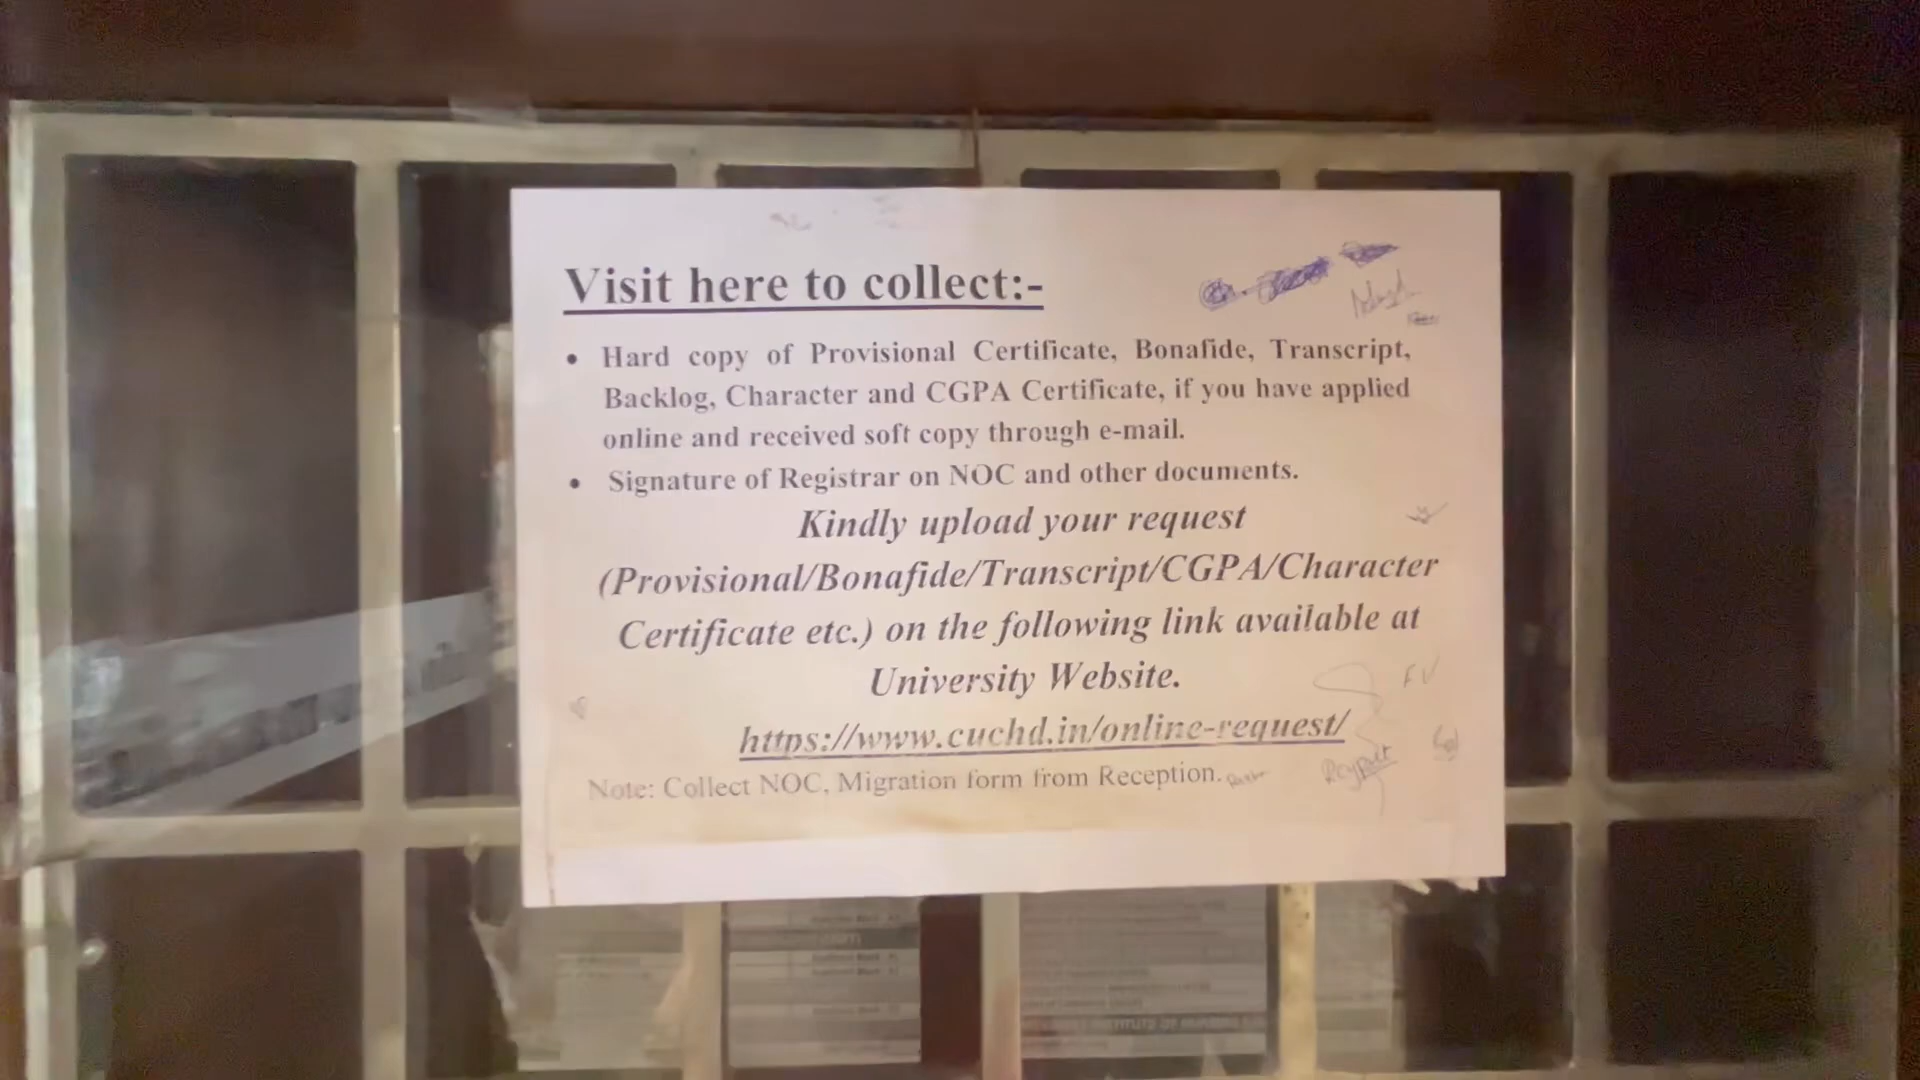 Visit here to collect:-
• Hard copy of Provisional Certificate, Bonafide, Transcript,
Backlog, Character and CGPA Certificate, if you have applied
online and received soft copy through e-mail.
• Signature of Registrar on NOC and other documents.
Kindly upload your request
(Provisional/Bonafide/Transcript/CGPA/Character
Certificate etc.) on the following link available at
University Website.
https://www.cuchd.in/online-request/
Note: Collect NOC, Migration form from Reception.